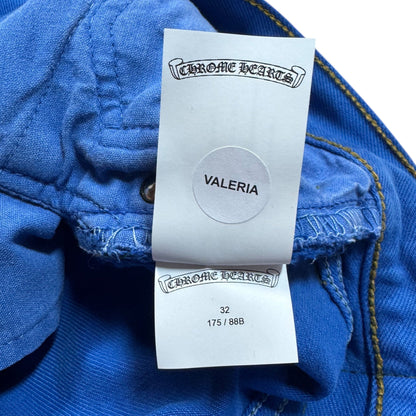 CHROME HEARTS
VALERIA
CHROME HEARTS
32
175 / 88B